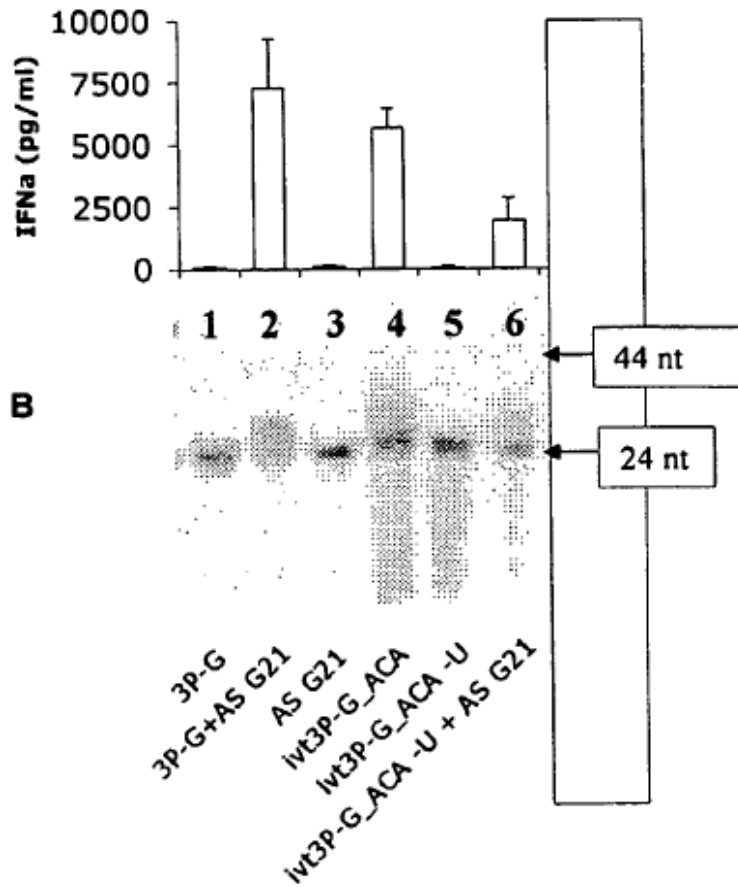 10000
7500
5000
2500
0
IFNa (pg/ml)
1 2 3 4 5 6
B
44 nt
24 nt
3P-G
3P-G+AS G21
AS G21
ivt3P-G_ACA
ivt3P-G_ACA -U
ivt3P-G_ACA -U + AS G21